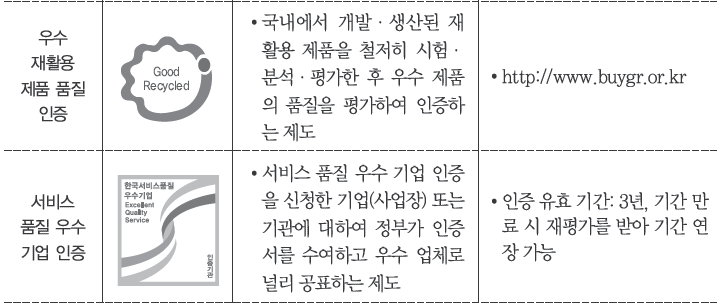 우수
재활용
제품 품질
인증
Good
Recycled
• 국내에서 개발 · 생산된 재
활용 제품을 철저히 시험 ·
분석 · 평가한 후 우수 제품
의 품질을 평가하여 인증하
는 제도
• http://www.buygr.or.kr
서비스
품질 우수
기업 인증
한국서비스품질
우수기업
Excellent
Quality
Service
인증기관
• 서비스 품질 우수 기업 인증
을 신청한 기업(사업장) 또는
기관에 대하여 정부가 인증
서를 수여하고 우수 업체로
널리 공표하는 제도
• 인증 유효 기간: 3년, 기간 만
료 시 재평가를 받아 기간 연
장 가능